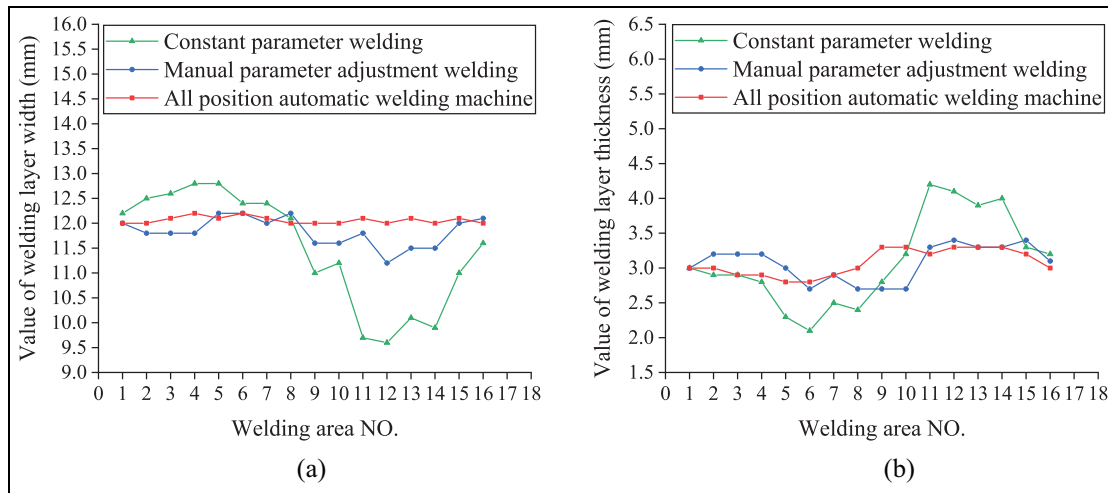 16.0
15.5
15.0
14.5
14.0
13.5
13.0
12.5
12.0
11.5
11.0
10.5
10.0
9.5
9.0
Value of welding layer width (mm)
Constant parameter welding
Manual parameter adjustment welding
All position automatic welding machine
0 1 2 3 4 5 6 7 8 9 10 11 12 13 14 15 16 17 18
Welding area NO.
(a)
6.5
6.0
5.5
5.0
4.5
4.0
3.5
3.0
2.5
2.0
1.5
Value of welding layer thickness (mm)
Constant parameter welding
Manual parameter adjustment welding
All position automatic welding machine
0 1 2 3 4 5 6 7 8 9 10 11 12 13 14 15 16 17 18
Welding area NO.
(b)